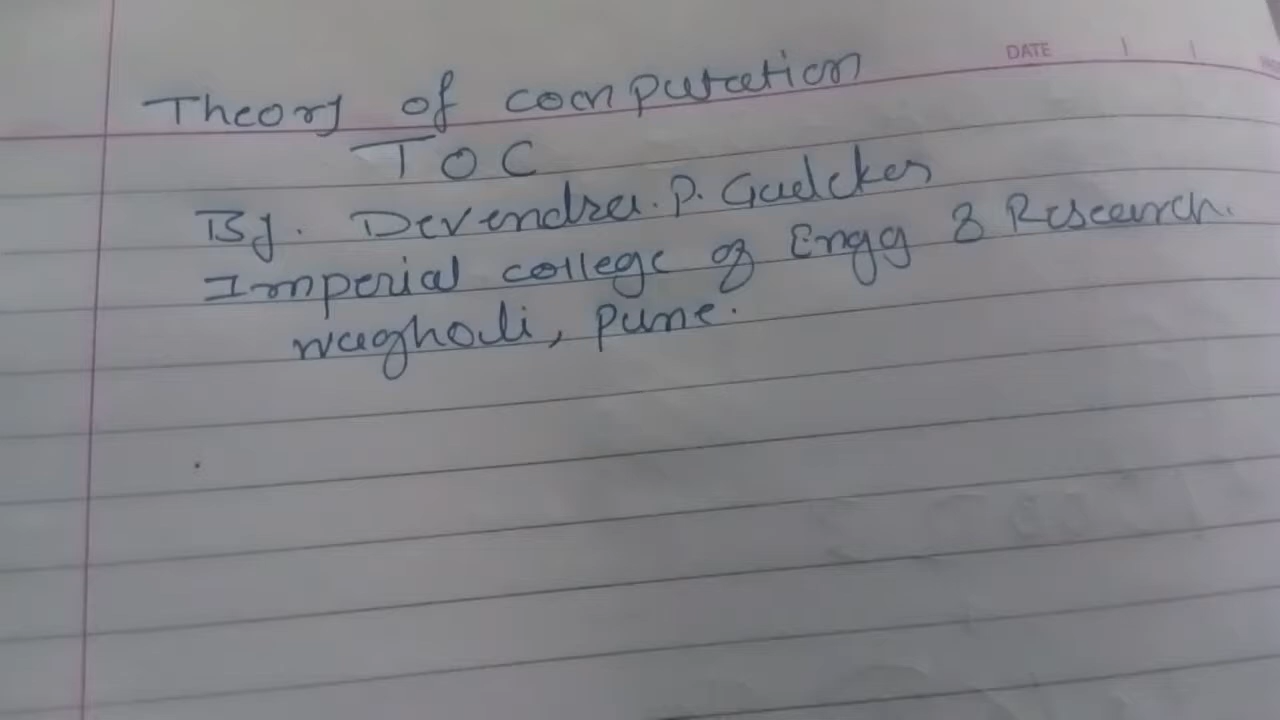 DATE
Theory of computation
TOC
By. Devendra. P. Gadekar
Imperial college of Engg & Research.
wagholi, pune.